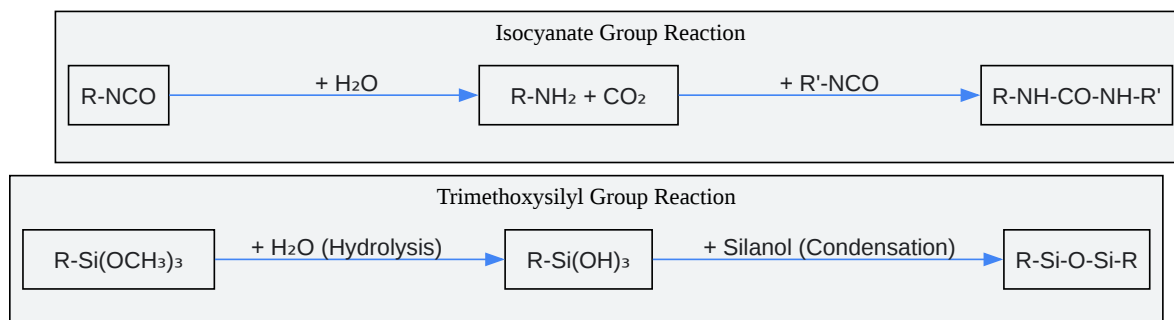 Isocyanate Group Reaction
R-NCO
+ H₂O
R-NH₂ + CO₂
+ R'-NCO
R-NH-CO-NH-R'
Trimethoxysilyl Group Reaction
R-Si(OCH₃)₃
+ H₂O (Hydrolysis)
R-Si(OH)₃
+ Silanol (Condensation)
R-Si-O-Si-R